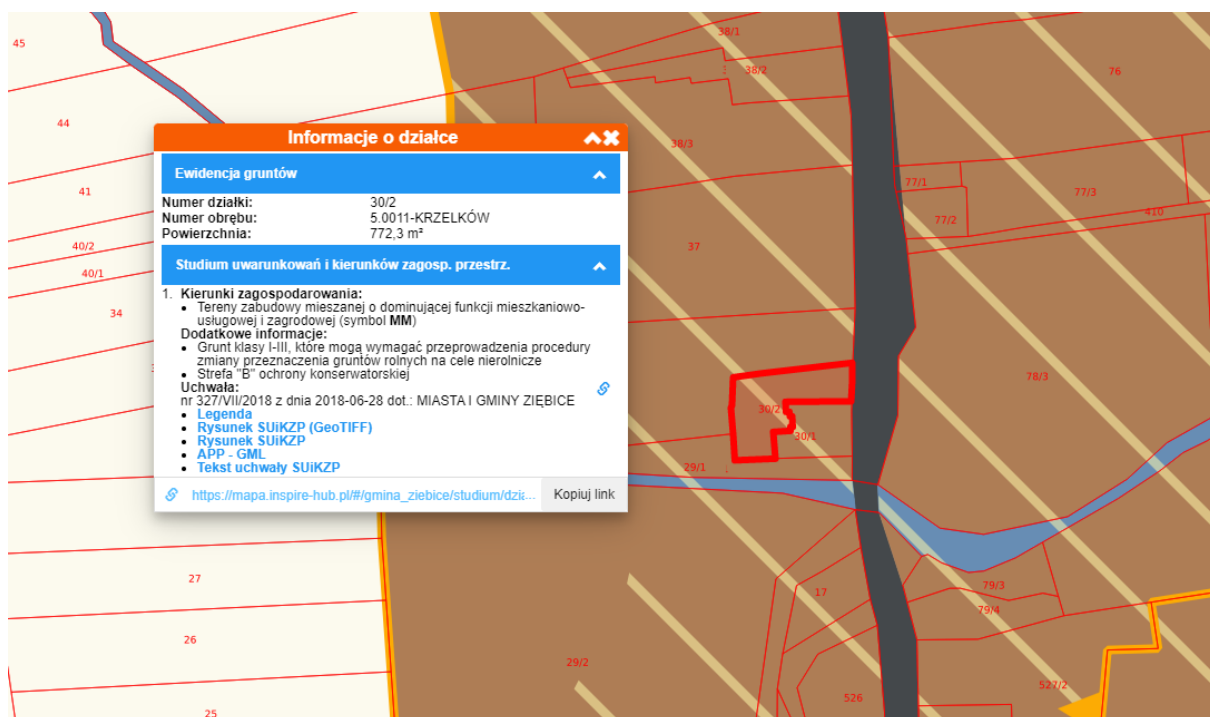 45
44
41
40/2
40/1
34
27
26
25
38/1
38/2
76
38/3
77/1
77/3
410
77/2
37
30/2
30/1
78/3
29/1
17
79/3
79/4
29/2
526
527/2
Informacje o działce
Ewidencja gruntów
Numer działki: 30/2
Numer obrębu: 5.0011-KRZELKÓW
Powierzchnia: 772,3 m²
Studium uwarunkowań i kierunków zagosp. przestrz.
1. Kierunki zagospodarowania:
• Tereny zabudowy mieszanej o dominującej funkcji mieszkaniowo-
usługowej i zagrodowej (symbol MM)
Dodatkowe informacje:
• Grunt klasy I-III, które mogą wymagać przeprowadzenia procedury
zmiany przeznaczenia gruntów rolnych na cele nierolnicze
• Strefa "B" ochrony konserwatorskiej
Uchwała:
nr 327/VII/2018 z dnia 2018-06-28 dot.: MIASTA I GMINY ZIĘBICE
• Legenda
• Rysunek SUiKZP (GeoTIFF)
• Rysunek SUiKZP
• APP - GML
• Tekst uchwały SUiKZP
https://mapa.inspire-hub.pl/#/gmina_ziebice/studium/dzia... Kopiuj link